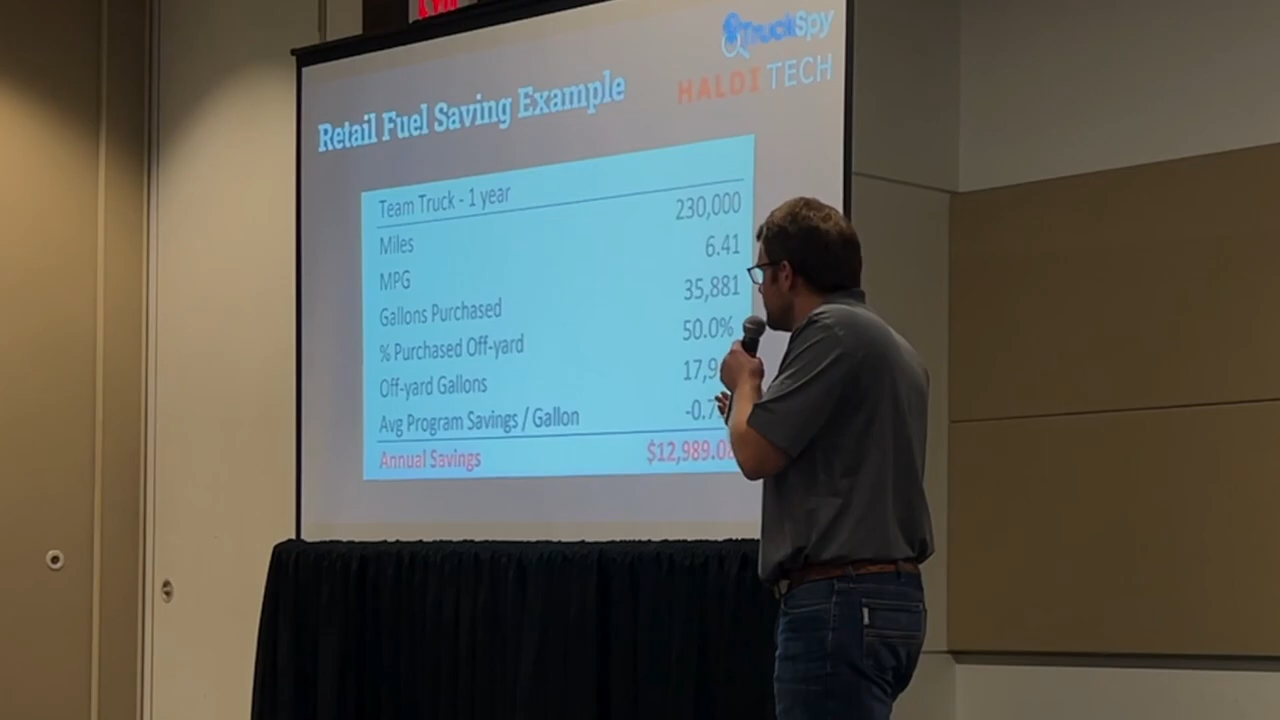 TruckSpy
HALDI TECH
Retail Fuel Saving Example
Team Truck - 1 year
Miles 230,000
MPG 6.41
Gallons Purchased 35,881
% Purchased Off-yard 50.0%
Off-yard Gallons
Avg Program Savings / Gallon
Annual Savings